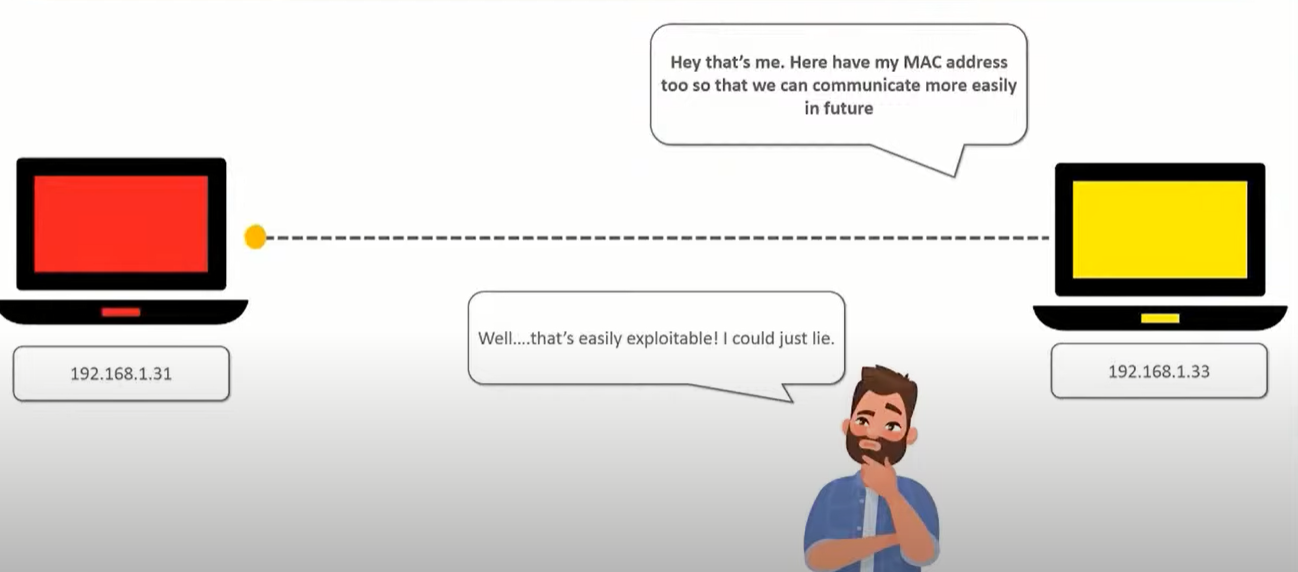 Hey that's me. Here have my MAC address
too so that we can communicate more easily
in future
Well....that's easily exploitable! I could just lie.
192.168.1.31
192.168.1.33